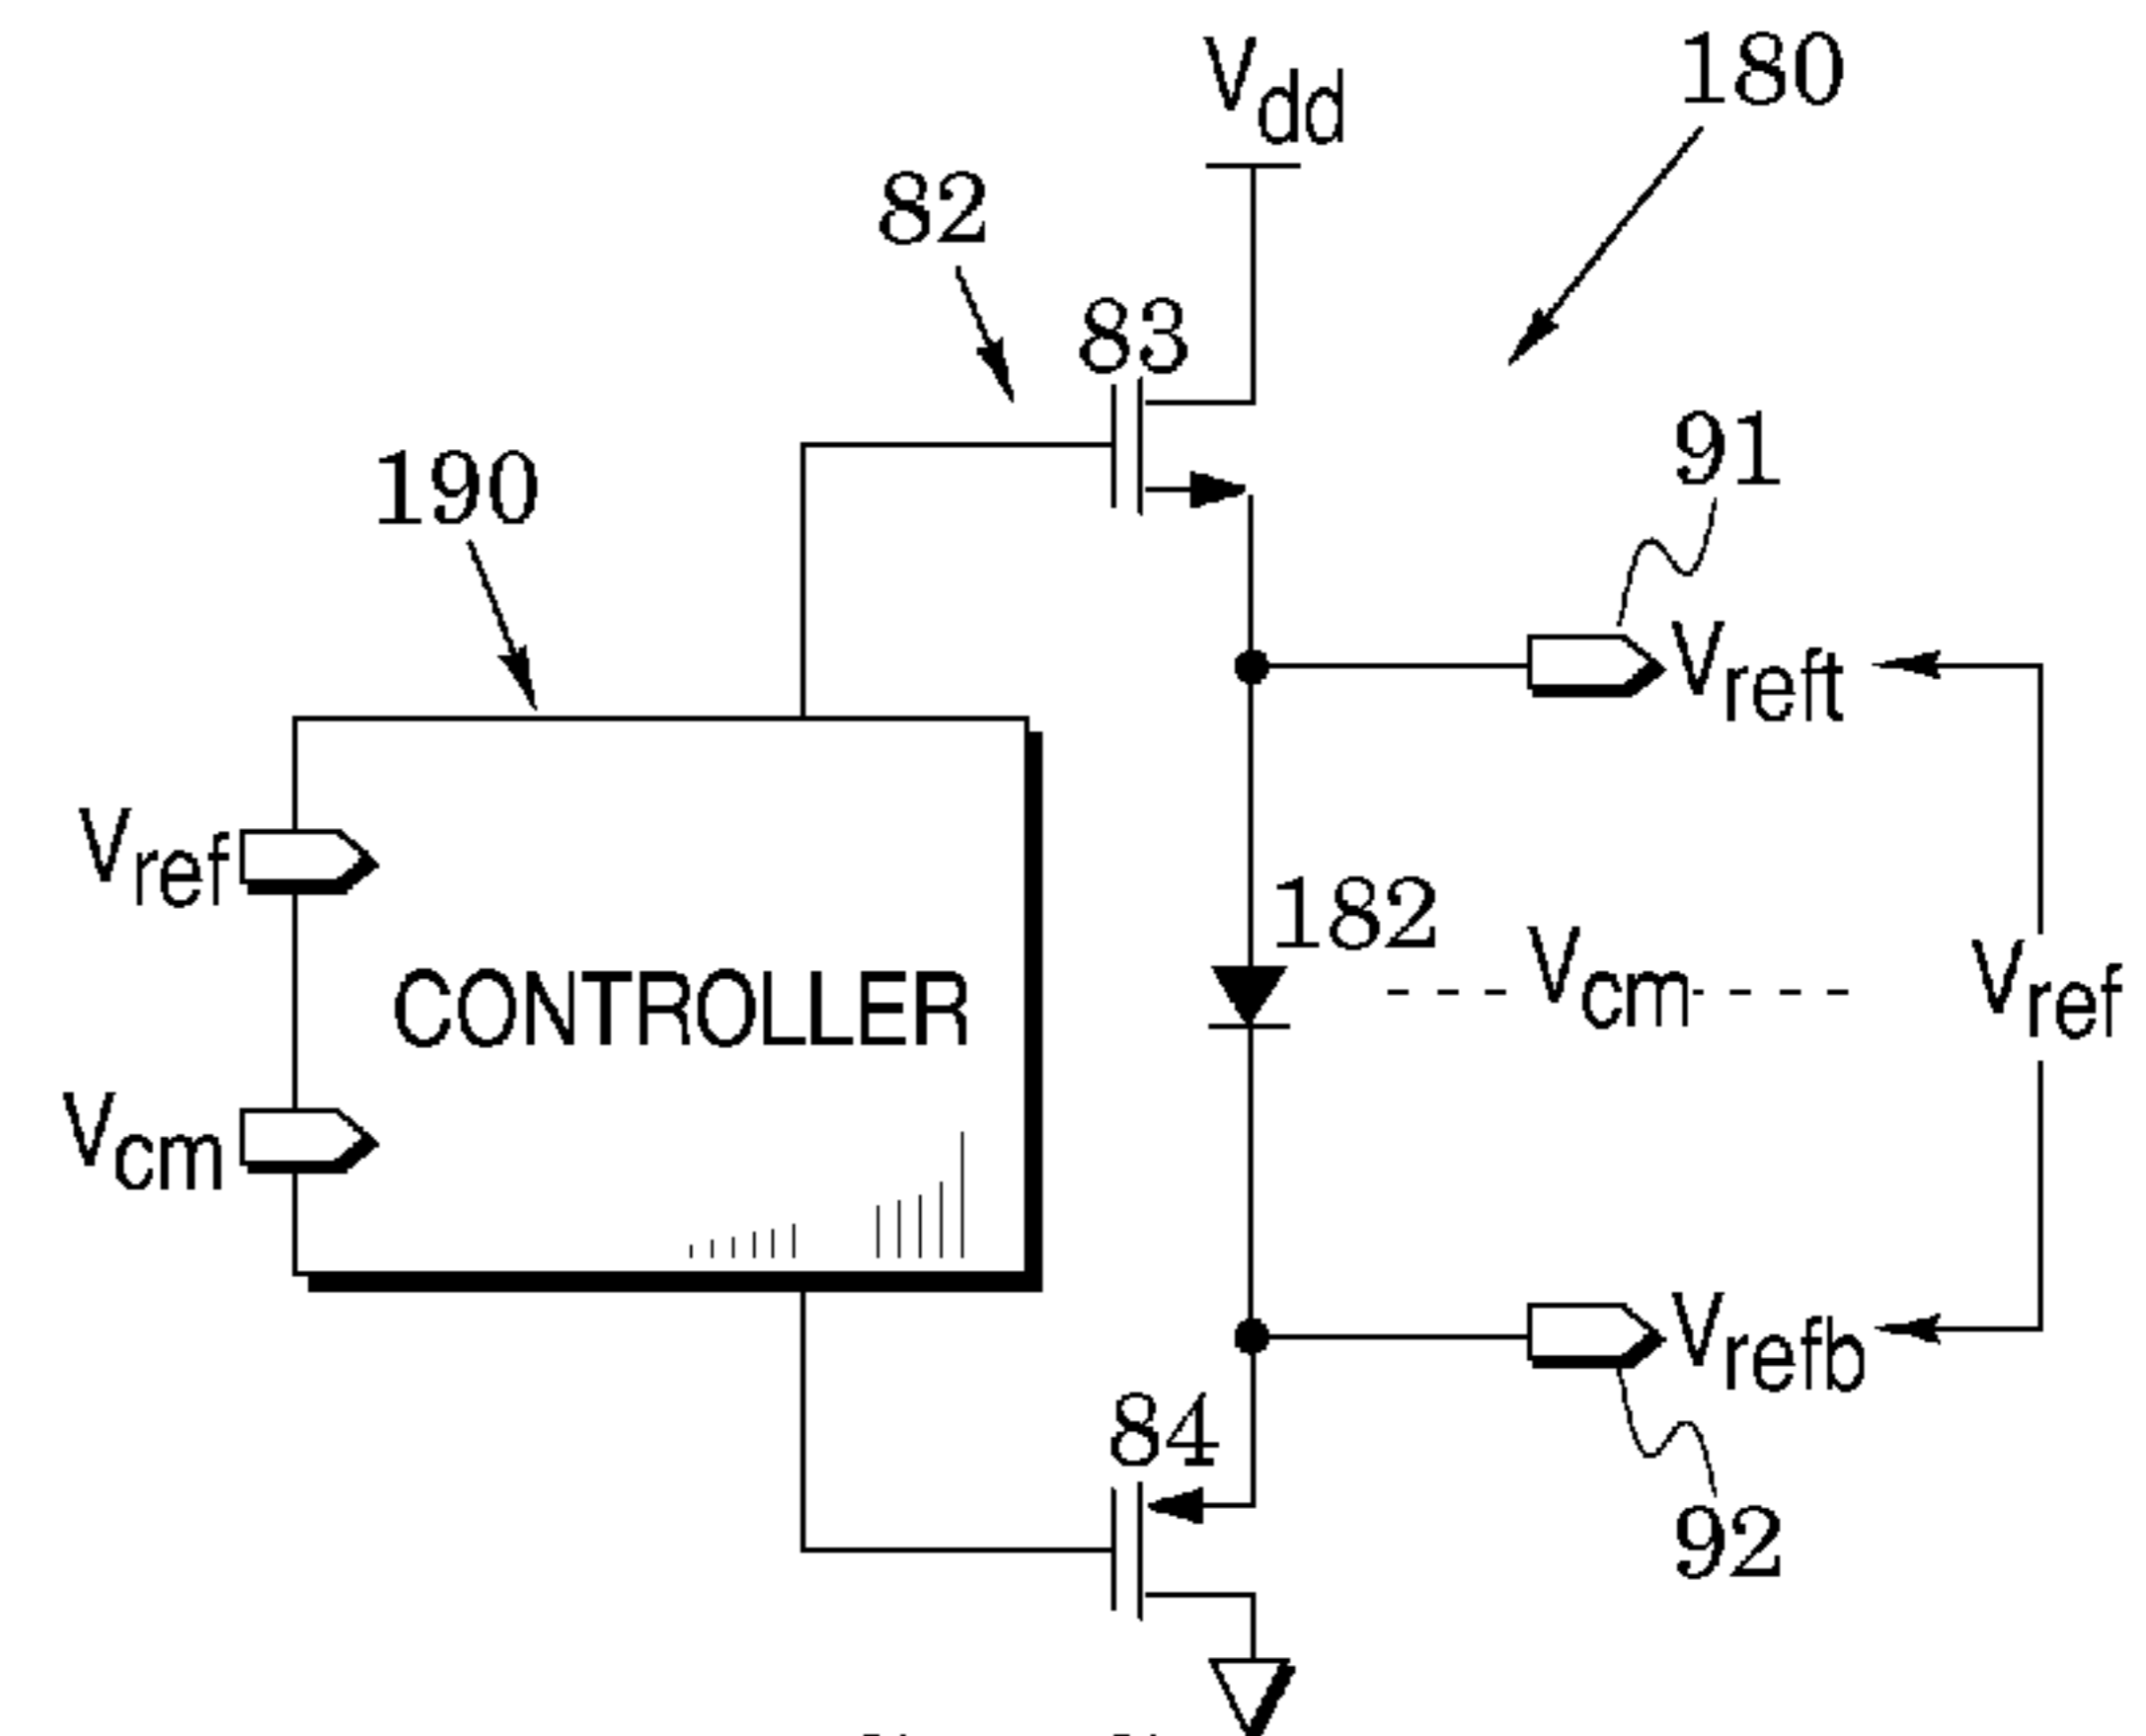 Vdd
180
82
83
91
190
Vreft
Vref
182
Vcm
Vref
CONTROLLER
Vcm
Vrefb
84
92